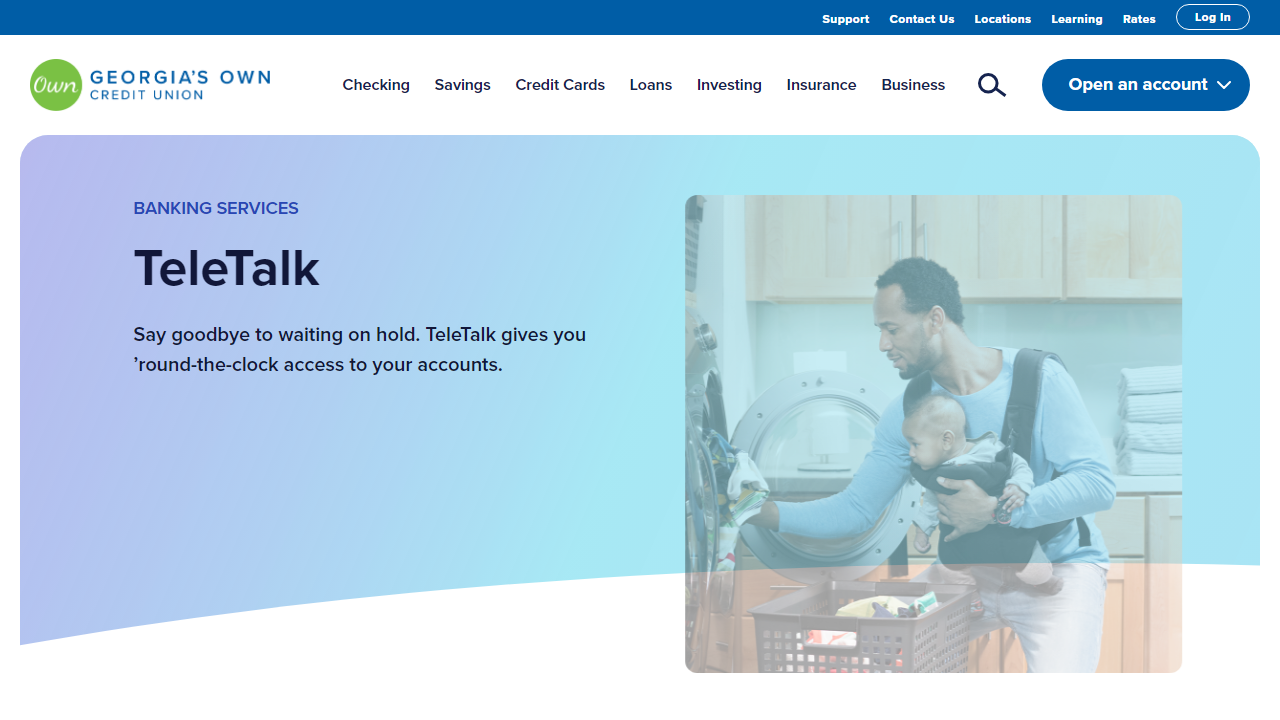 Support Contact Us Locations Learning Rates Log In
Own GEORGIA'S OWN
CREDIT UNION
Checking Savings Credit Cards Loans Investing Insurance Business Open an account
BANKING SERVICES
TeleTalk
Say goodbye to waiting on hold. TeleTalk gives you
’round-the-clock access to your accounts.